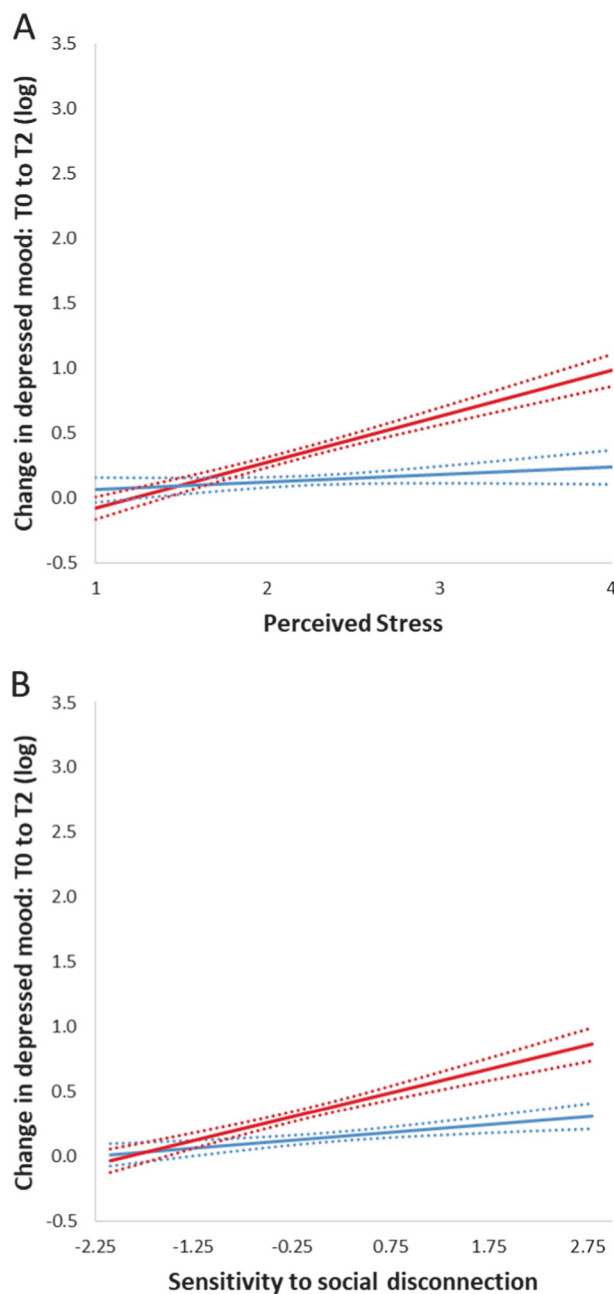 A
Change in depressed mood: T0 to T2 (log)
3.5
3.0
2.5
2.0
1.5
1.0
0.5
0.0
-0.5
1 2 3 4
Perceived Stress
B
Change in depressed mood: T0 to T2 (log)
3.5
3.0
2.5
2.0
1.5
1.0
0.5
0.0
-0.5
-2.25 -1.25 -0.25 0.75 1.75 2.75
Sensitivity to social disconnection